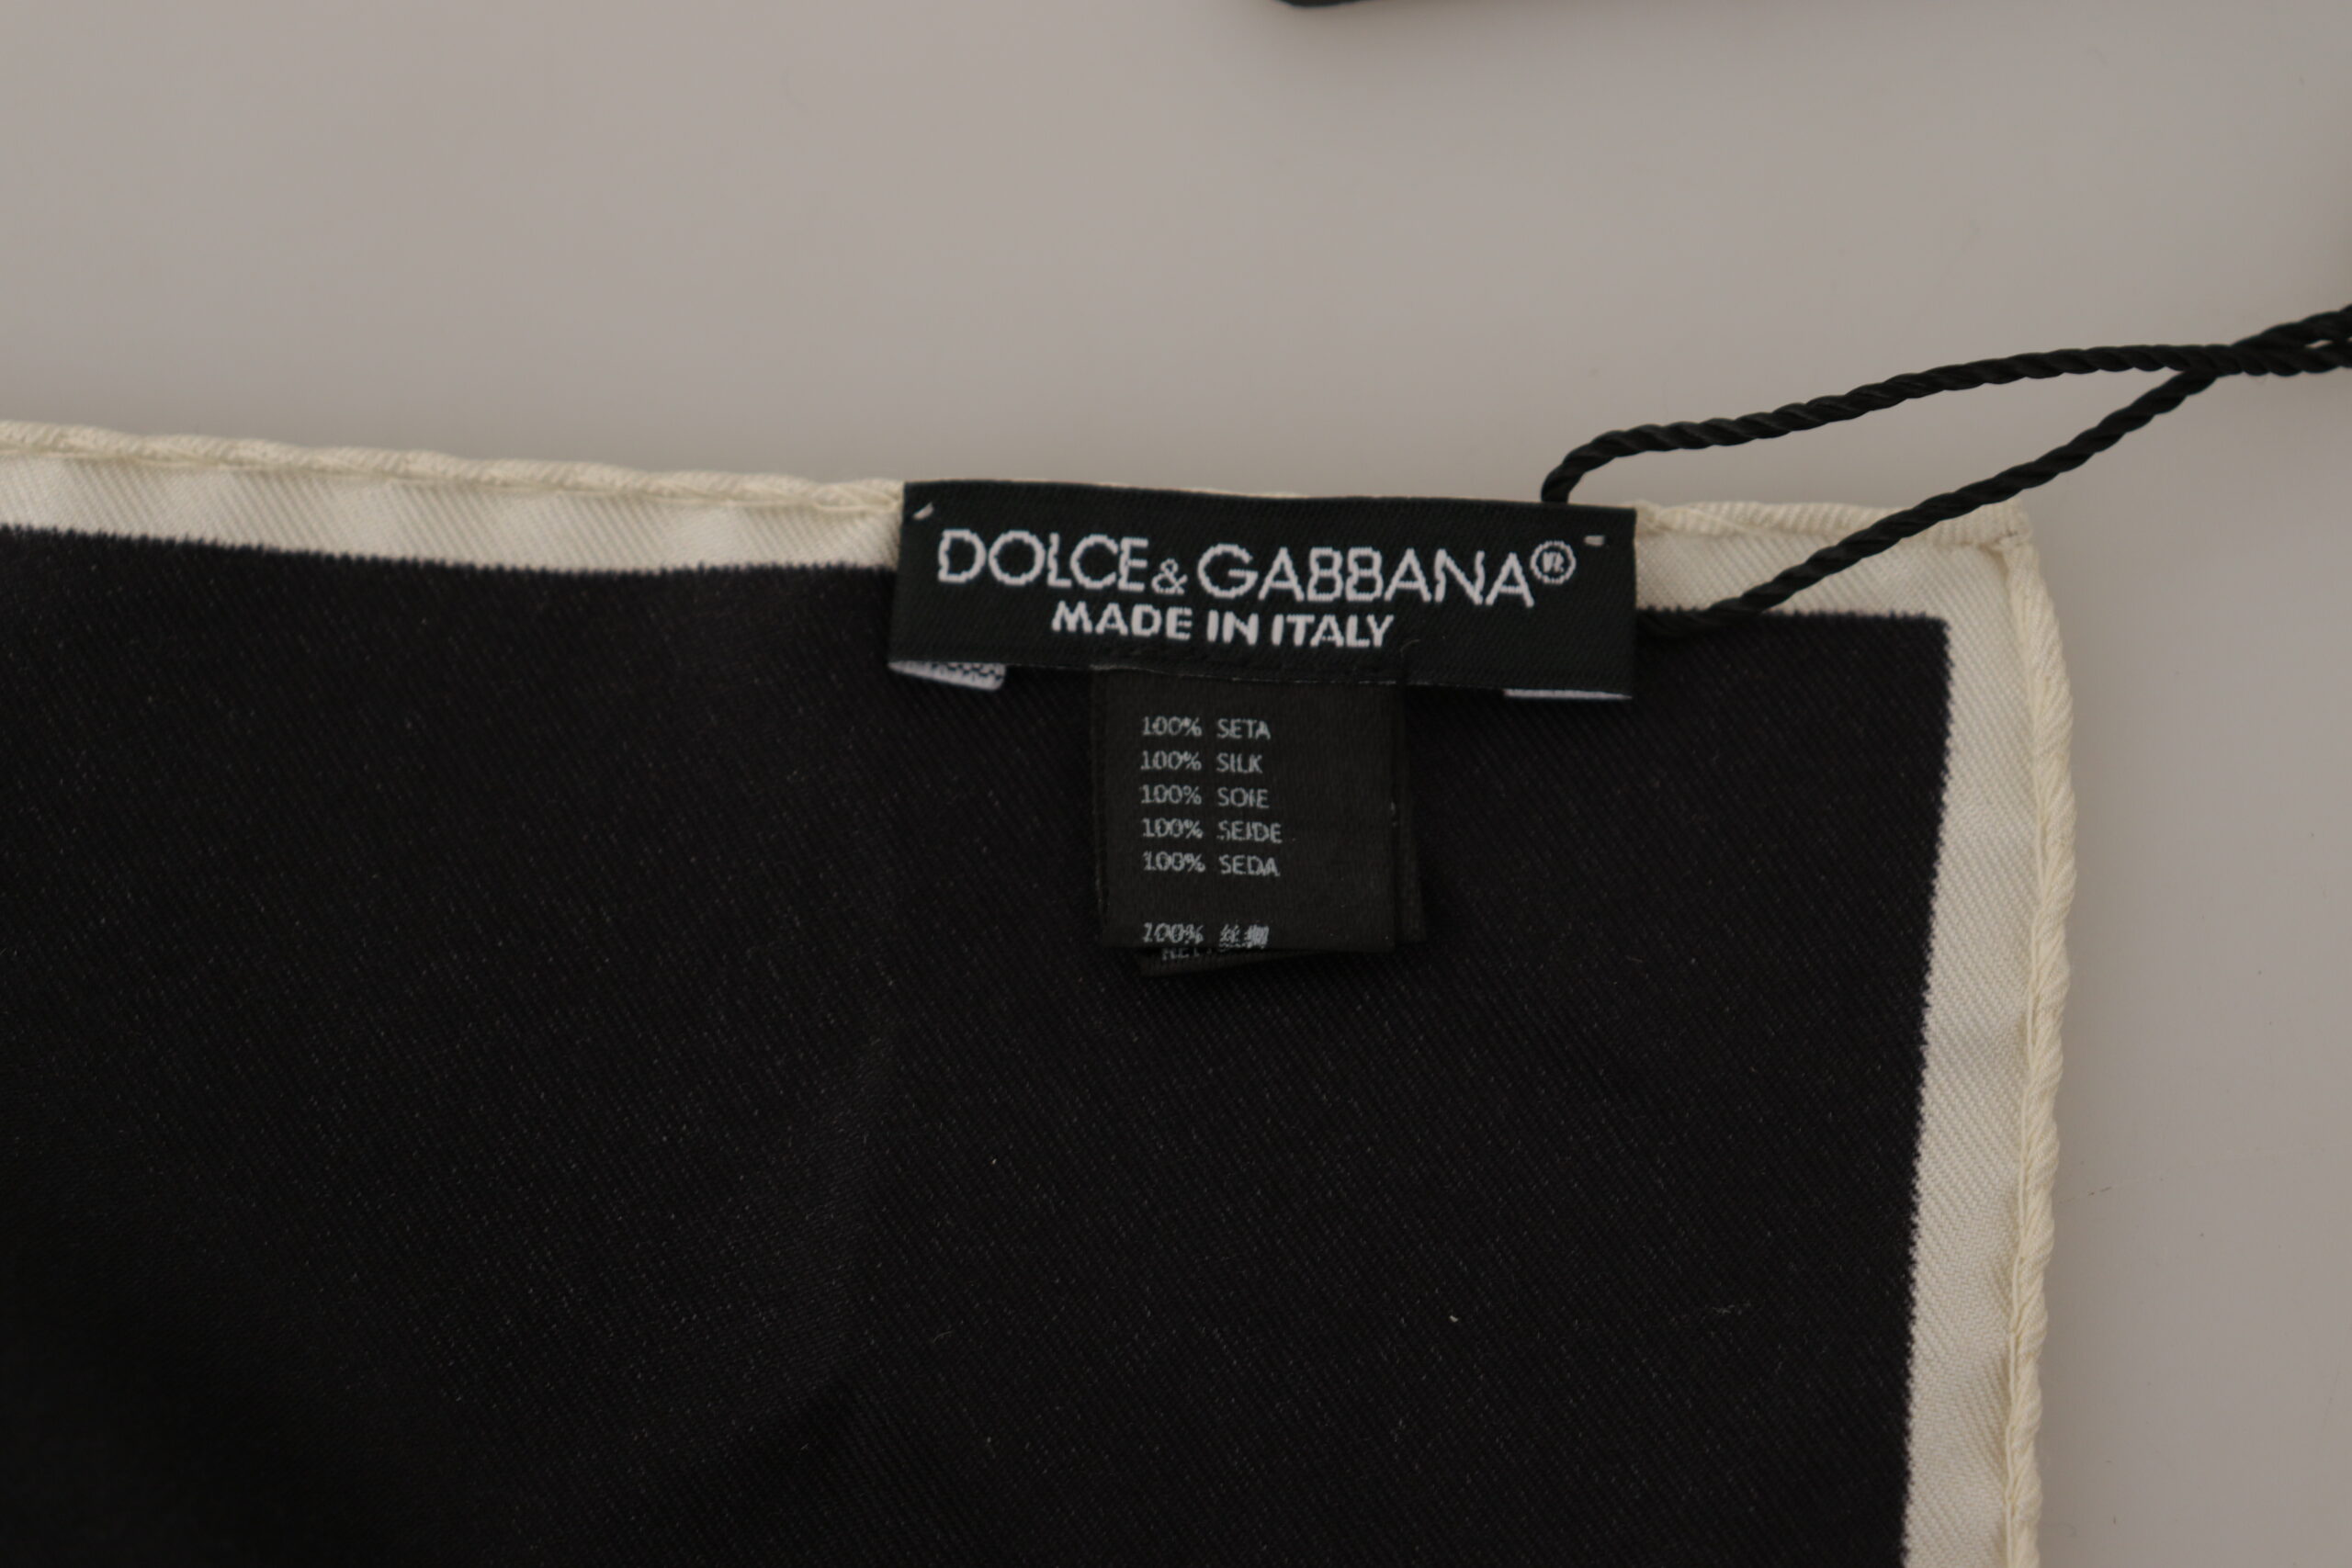 DOLCE & GABBANA®
MADE IN ITALY
100% SETA
100% SILK
100% SOIE
100% SEIDE
100% SEDA
100% 丝绸